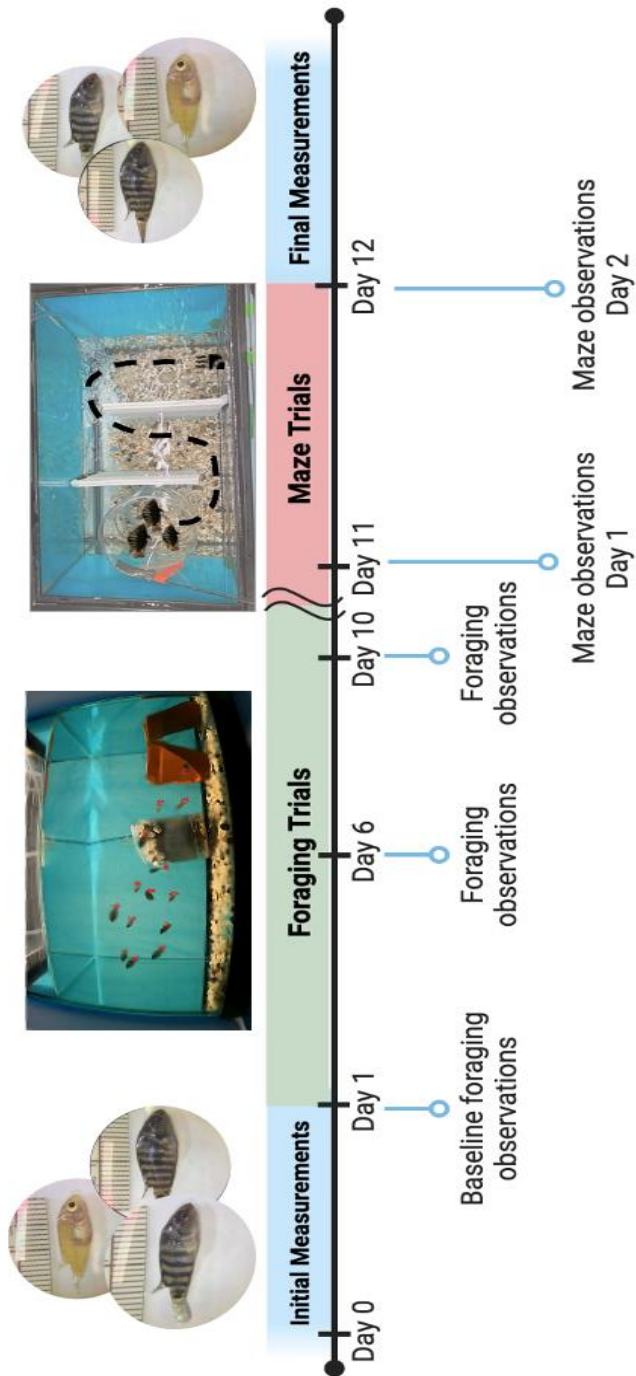 Initial Measurements
Foraging Trials
Maze Trials
Final Measurements
Day 0
Day 1
Day 6
Day 10
Day 11
Day 12
Baseline foraging
observations
Foraging
observations
Foraging
observations
Maze observations
Day 1
Maze observations
Day 2